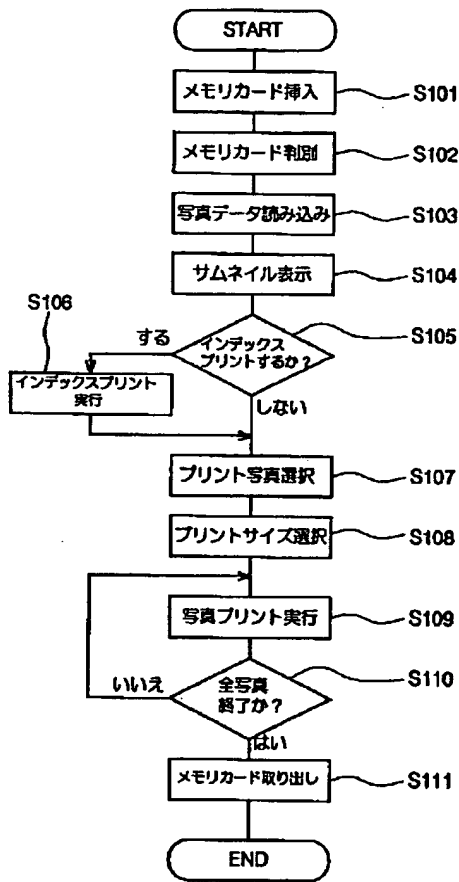 START
メモリカード挿入
S101
メモリカード判別
S102
写真データ読み込み
S103
サムネイル表示
S104
S106
する
インデックス
プリントするか？
S105
インデックスプリント
実行
しない
プリント写真選択
S107
プリントサイズ選択
S108
写真プリント実行
S109
いいえ
全写真
終了か？
S110
はい
メモリカード取り出し
S111
END